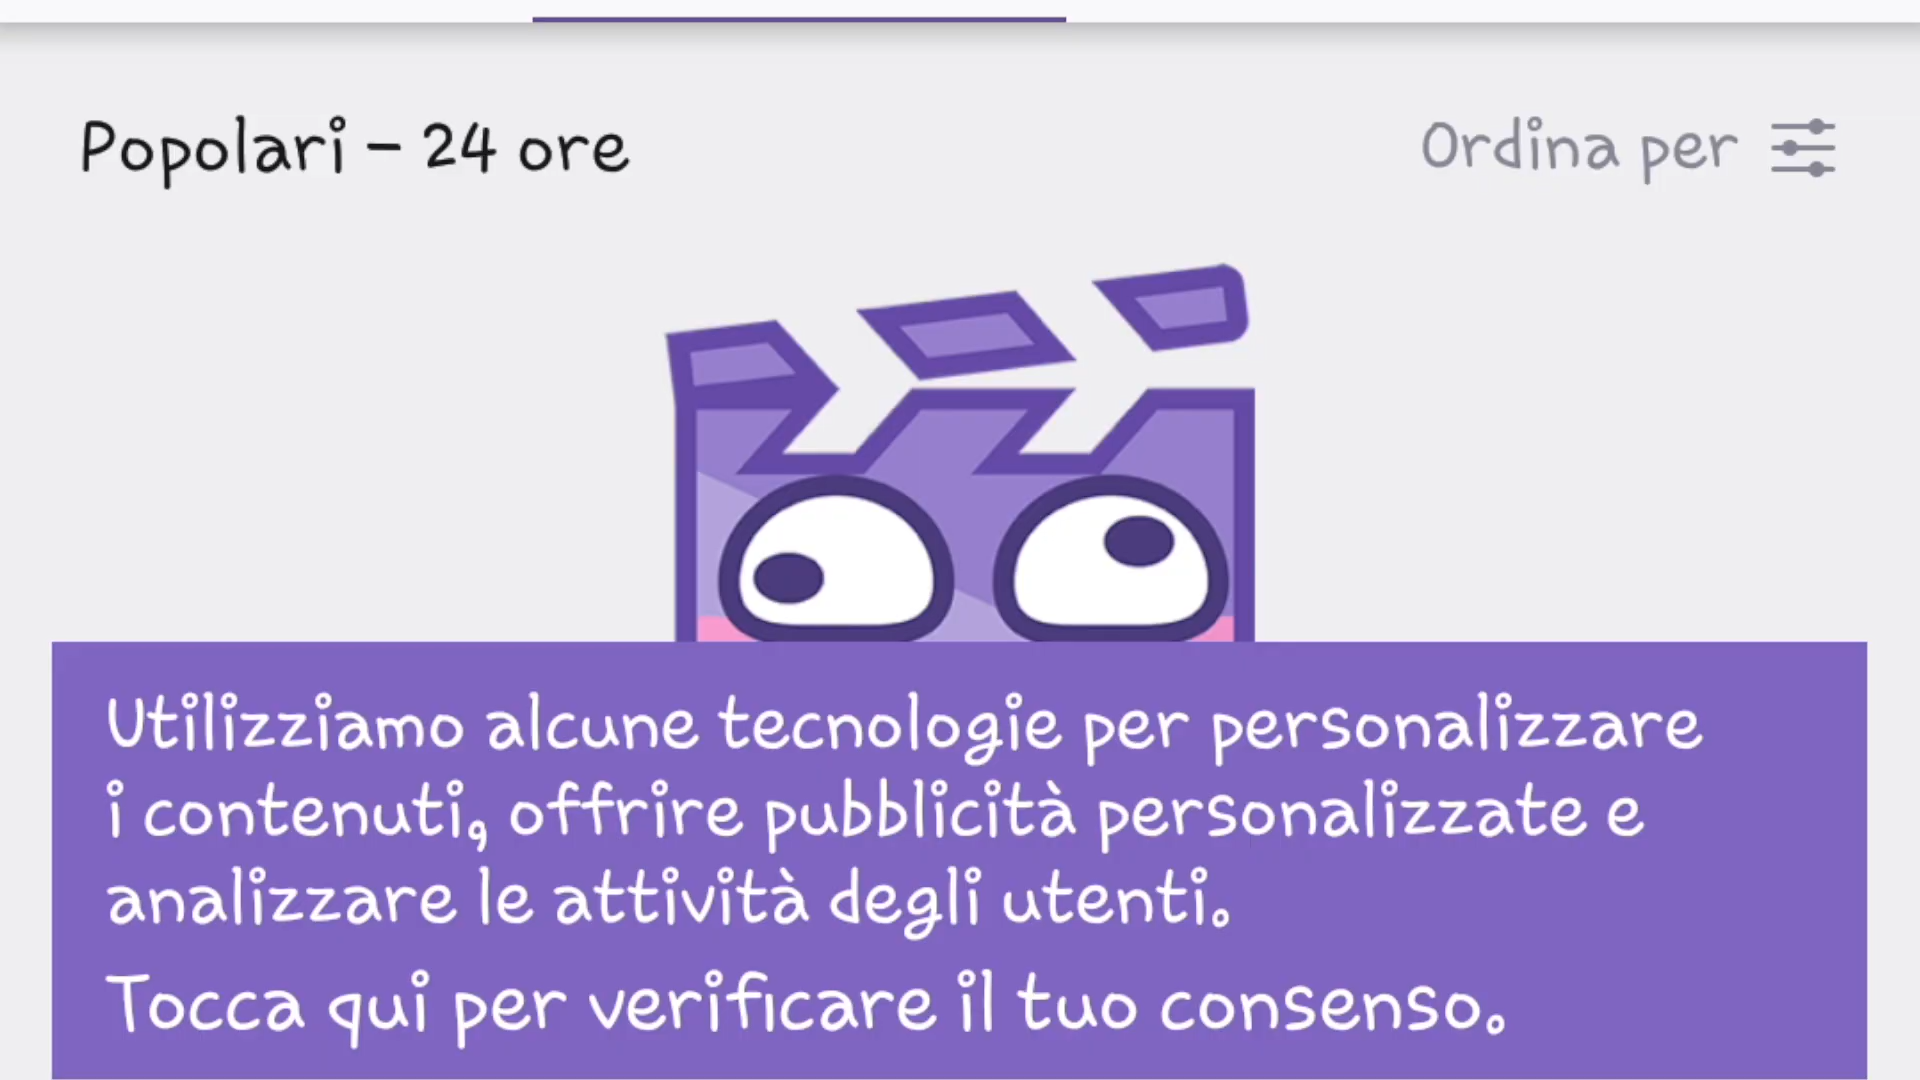 Popolari - 24 ore
Ordina per
Utilizziamo alcune tecnologie per personalizzare
i contenuti, offrire pubblicità personalizzate e
analizzare le attività degli utenti.
Tocca qui per verificare il tuo consenso.